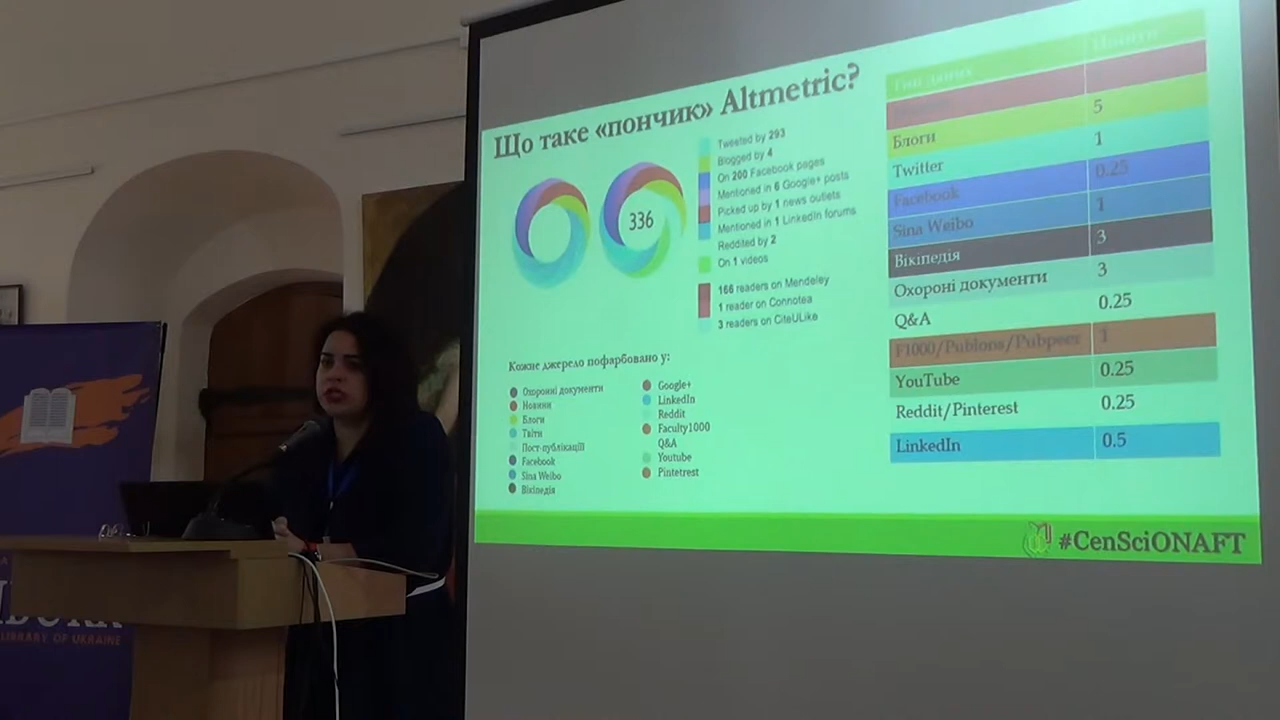 Що таке «пончик» Altmetric?
336
Tweeted by 293
Blogged by 4
On 200 Facebook pages
Mentioned in 6 Google+ posts
Picked up by 1 news outlets
Mentioned in 1 LinkedIn forums
Reddited by 2
On 1 videos
166 readers on Mendeley
1 reader on Connotea
3 readers on CiteULike
Кожне джерело пофарбовано у:
Охоронні документи
Новини
Блоги
Твіти
Пост-публікації
Facebook
Sina Weibo
Вікіпедія
Google+
LinkedIn
Reddit
Faculty1000
Q&A
Youtube
Pintetrest
Блоги 5
Twitter 1
Facebook 0.25
Sina Weibo 1
Вікіпедія 3
Охороні документи 3
Q&A 0.25
F1000/Publons/Pubpeer 1
YouTube 0.25
Reddit/Pinterest 0.25
LinkedIn 0.5
#CenSciONAFT
LIBRARY OF UKRAINE